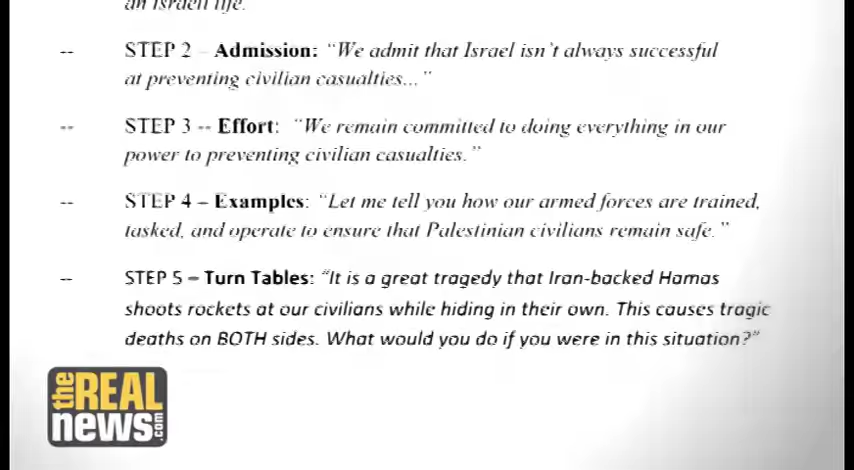 an Israeli life.
-- STEP 2 – Admission: “We admit that Israel isn’t always successful
at preventing civilian casualties...”
-- STEP 3 -- Effort: “We remain committed to doing everything in our
power to preventing civilian casualties.”
-- STEP 4 – Examples: “Let me tell you how our armed forces are trained,
tasked, and operate to ensure that Palestinian civilians remain safe.”
-- STEP 5 – Turn Tables: “It is a great tragedy that Iran-backed Hamas
shoots rockets at our civilians while hiding in their own. This causes tragic
deaths on BOTH sides. What would you do if you were in this situation?”
the REAL
news.com